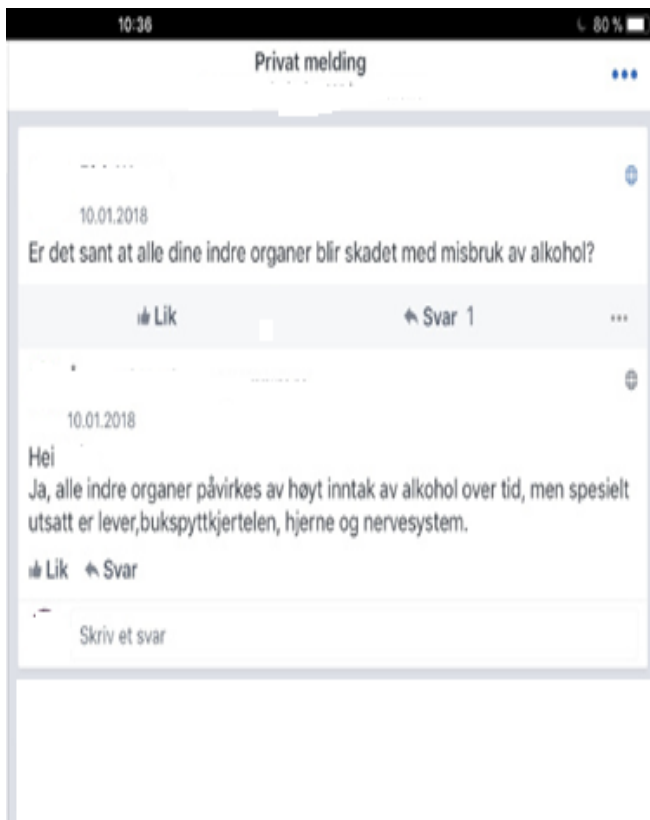 10:36
80 %
Privat melding
10.01.2018
Er det sant at alle dine indre organer blir skadet med misbruk av alkohol?
Lik
Svar 1
10.01.2018
Hei
Ja, alle indre organer påvirkes av høyt inntak av alkohol over tid, men spesielt
utsatt er lever,bukspyttkjertelen, hjerne og nervesystem.
Lik Svar
Skriv et svar